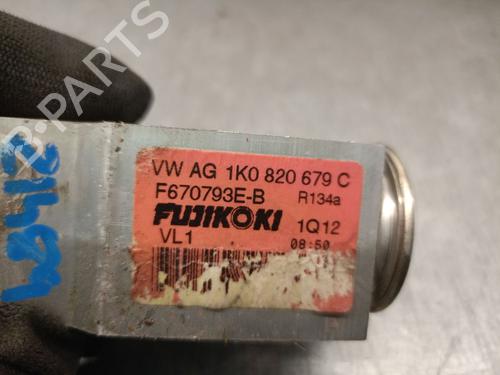 VW AG 1K0 820 679 C
F670793E-B R134a
FUJIKOKI 1Q12
VL1 08:50
B-PARTS